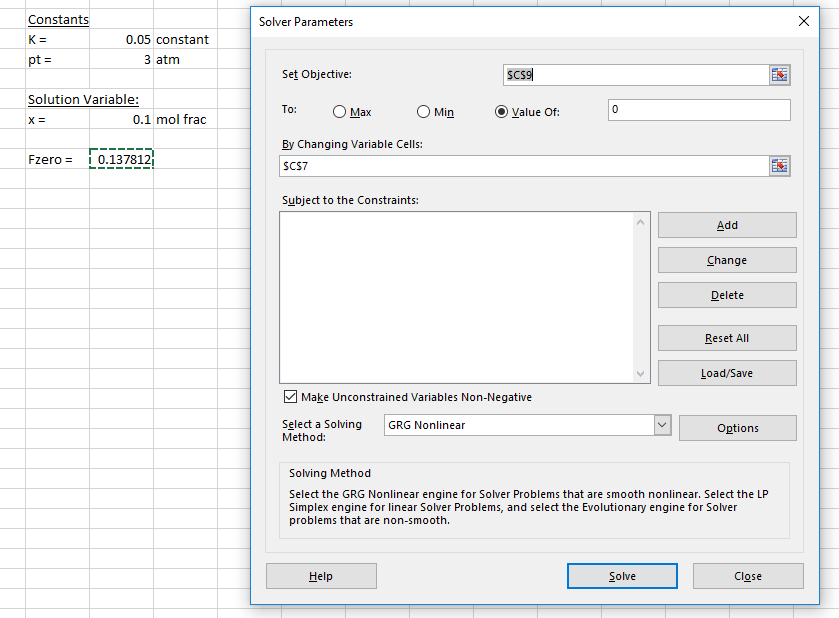 Constants
K = 0.05 constant
pt = 3 atm
Solution Variable:
x = 0.1 mol frac
Fzero = 0.137812
Solver Parameters
Set Objective: $C$9
To: Max Min Value Of: 0
By Changing Variable Cells:
$C$7
Subject to the Constraints:
Add
Change
Delete
Reset All
Load/Save
Make Unconstrained Variables Non-Negative
Select a Solving Method: GRG Nonlinear Options
Solving Method
Select the GRG Nonlinear engine for Solver Problems that are smooth nonlinear. Select the LP
Simplex engine for linear Solver Problems, and select the Evolutionary engine for Solver
problems that are non-smooth.
Help Solve Close